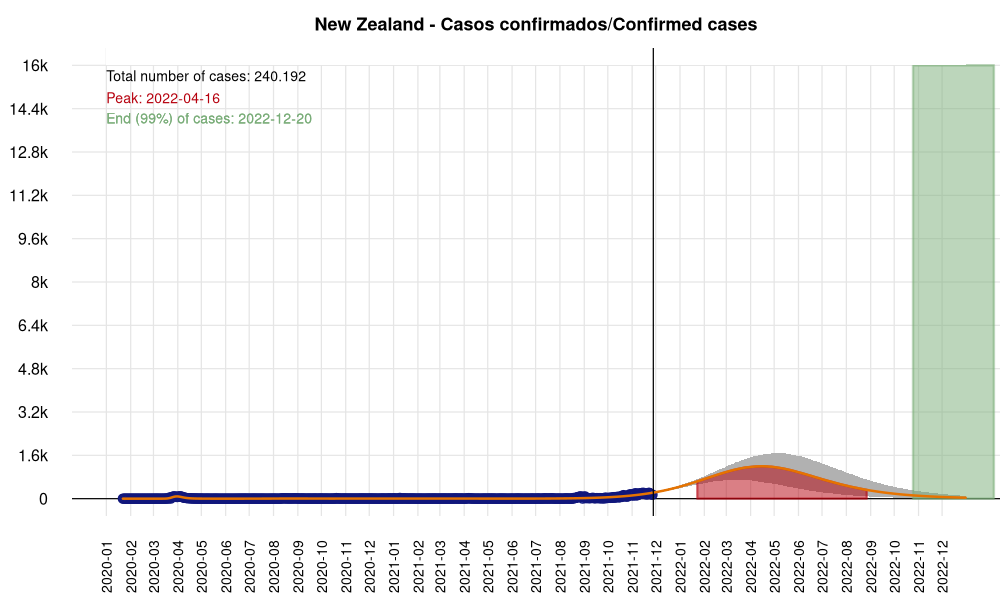 New Zealand - Casos confirmados/Confirmed cases
Total number of cases: 240.192
Peak: 2022-04-16
End (99%) of cases: 2022-12-20
16k
14.4k
12.8k
11.2k
9.6k
8k
6.4k
4.8k
3.2k
1.6k
0
2020-01
2020-02
2020-03
2020-04
2020-05
2020-06
2020-07
2020-08
2020-09
2020-10
2020-11
2020-12
2021-01
2021-02
2021-03
2021-04
2021-05
2021-06
2021-07
2021-08
2021-09
2021-10
2021-11
2021-12
2022-01
2022-02
2022-03
2022-04
2022-05
2022-06
2022-07
2022-08
2022-09
2022-10
2022-11
2022-12